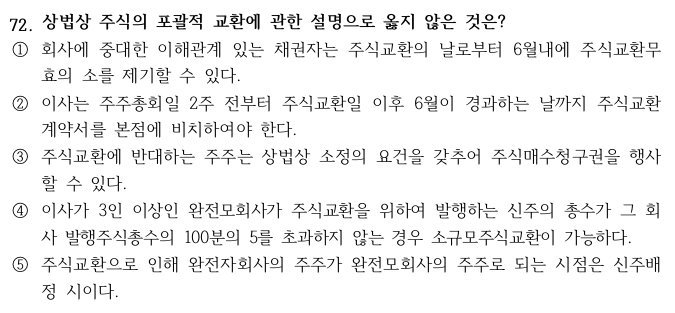 72. 상법상 주식의 포괄적 교환에 관한 설명으로 옳지 않은 것은?
① 회사에 중대한 이해관계 있는 채권자는 주식교환의 날로부터 6월내에 주식교환무
효의 소를 제기할 수 있다.
② 이사는 주주총회일 2주 전부터 주식교환일 이후 6월이 경과하는 날까지 주식교환
계약서를 본점에 비치하여야 한다.
③ 주식교환에 반대하는 주주는 상법상 소정의 요건을 갖추어 주식매수청구권을 행사
할 수 있다.
④ 이사가 3인 이상인 완전모회사가 주식교환을 위하여 발행하는 신주의 총수가 그 회
사 발행주식총수의 100분의 5를 초과하지 않는 경우 소규모주식교환이 가능하다.
⑤ 주식교환으로 인해 완전자회사의 주주가 완전모회사의 주주로 되는 시점은 신주배
정 시이다.